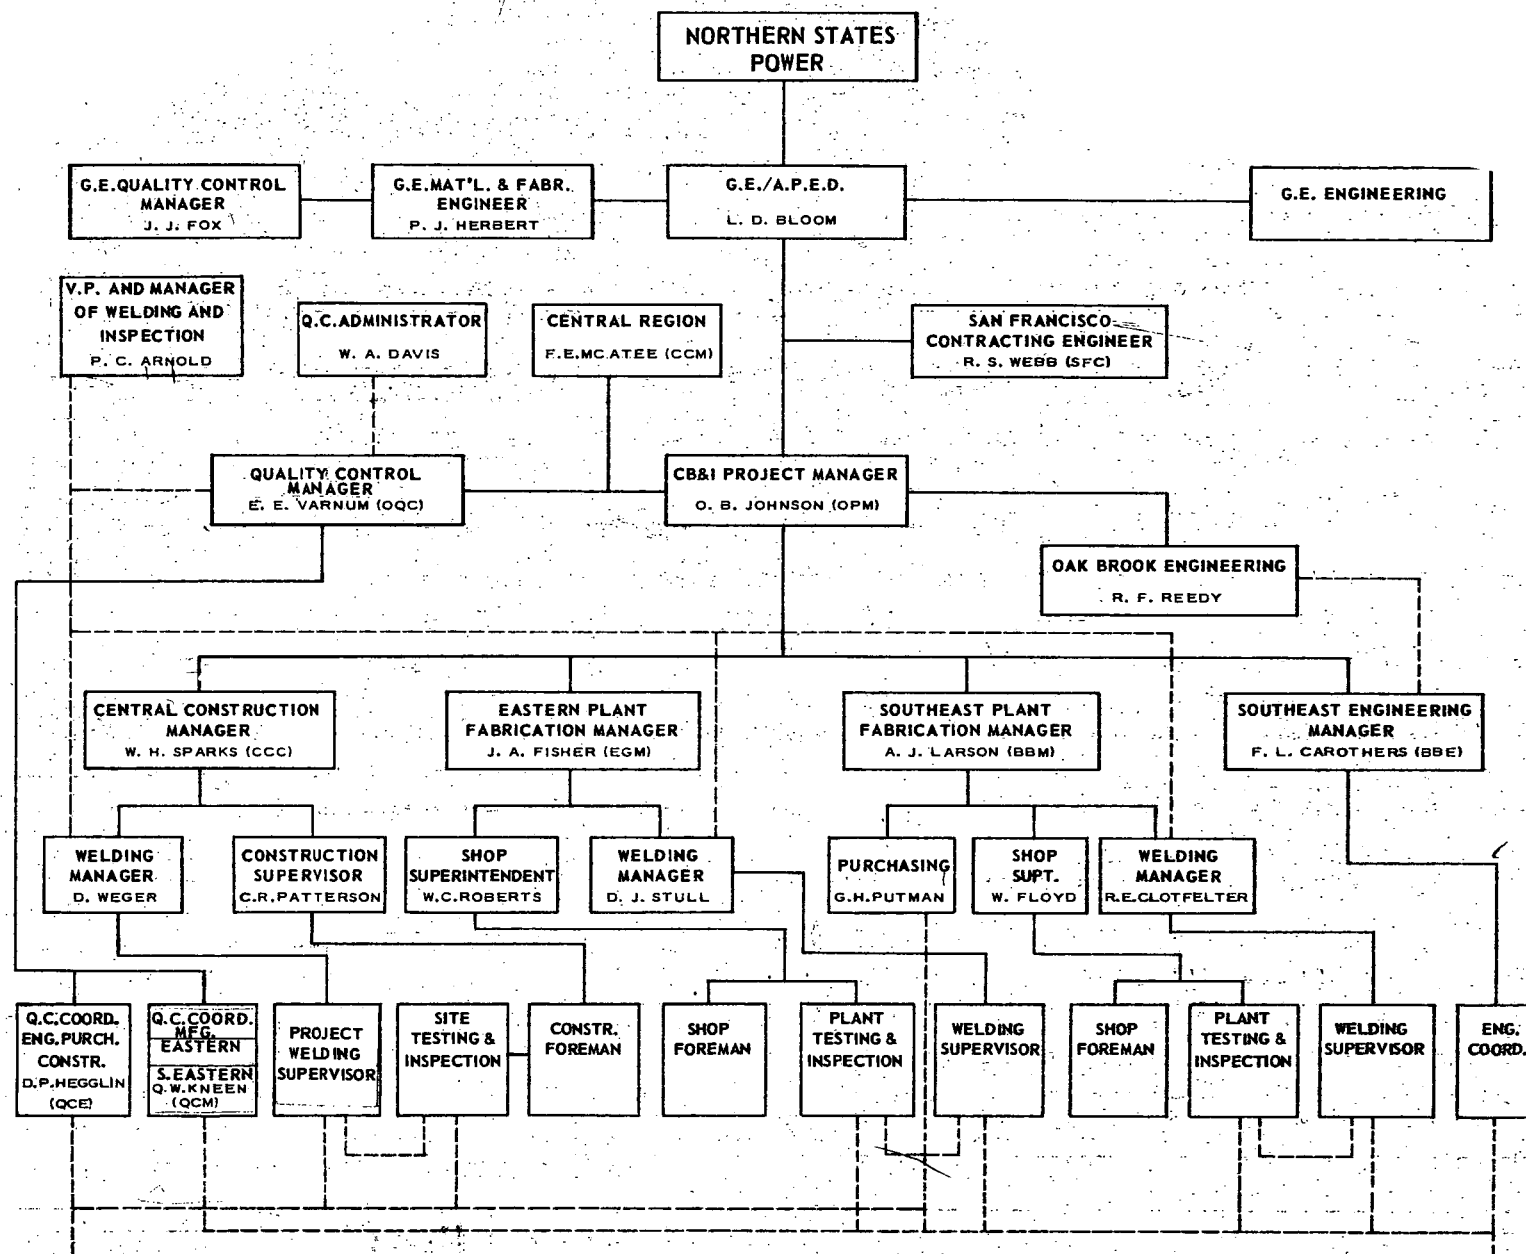 NORTHERN STATES
POWER
G.E.QUALITY CONTROL
MANAGER
J. J. FOX
G.E.MAT'L. & FABR.
ENGINEER
P. J. HERBERT
G.E./A.P.E.D.
L. D. BLOOM
G.E. ENGINEERING
V.P. AND MANAGER
OF WELDING AND
INSPECTION
P. C. ARNOLD
Q.C.ADMINISTRATOR
W. A. DAVIS
CENTRAL REGION
F.E.MC.ATEE (CCM)
SAN FRANCISCO
CONTRACTING ENGINEER
R. S. WEBB (SFC)
QUALITY CONTROL
MANAGER
E. E. VARNUM (OQC)
CB&I PROJECT MANAGER
O. B. JOHNSON (OPM)
OAK BROOK ENGINEERING
R. F. REEDY
CENTRAL CONSTRUCTION
MANAGER
W. H. SPARKS (CCC)
EASTERN PLANT
FABRICATION MANAGER
J. A. FISHER (EGM)
SOUTHEAST PLANT
FABRICATION MANAGER
A. J. LARSON (BBM)
SOUTHEAST ENGINEERING
MANAGER
F. L. CAROTHERS (BBE)
WELDING
MANAGER
D. WEGER
CONSTRUCTION
SUPERVISOR
C.R.PATTERSON
SHOP
SUPERINTENDENT
W.C.ROBERTS
WELDING
MANAGER
D. J. STULL
PURCHASING
G.H.PUTMAN
SHOP
SUPT.
W. FLOYD
WELDING
MANAGER
R.E.CLOTFELTER
Q.C.COORD.
ENG.PURCH.
CONSTR.
D.P.HEGGLIN
(QCE)
Q.C.COORD.
MFG.
EASTERN
S.EASTERN
Q.W.KNEEN
(QCM)
PROJECT
WELDING
SUPERVISOR
SITE
TESTING &
INSPECTION
CONSTR.
FOREMAN
SHOP
FOREMAN
PLANT
TESTING &
INSPECTION
WELDING
SUPERVISOR
SHOP
FOREMAN
PLANT
TESTING &
INSPECTION
WELDING
SUPERVISOR
ENG.
COORD.